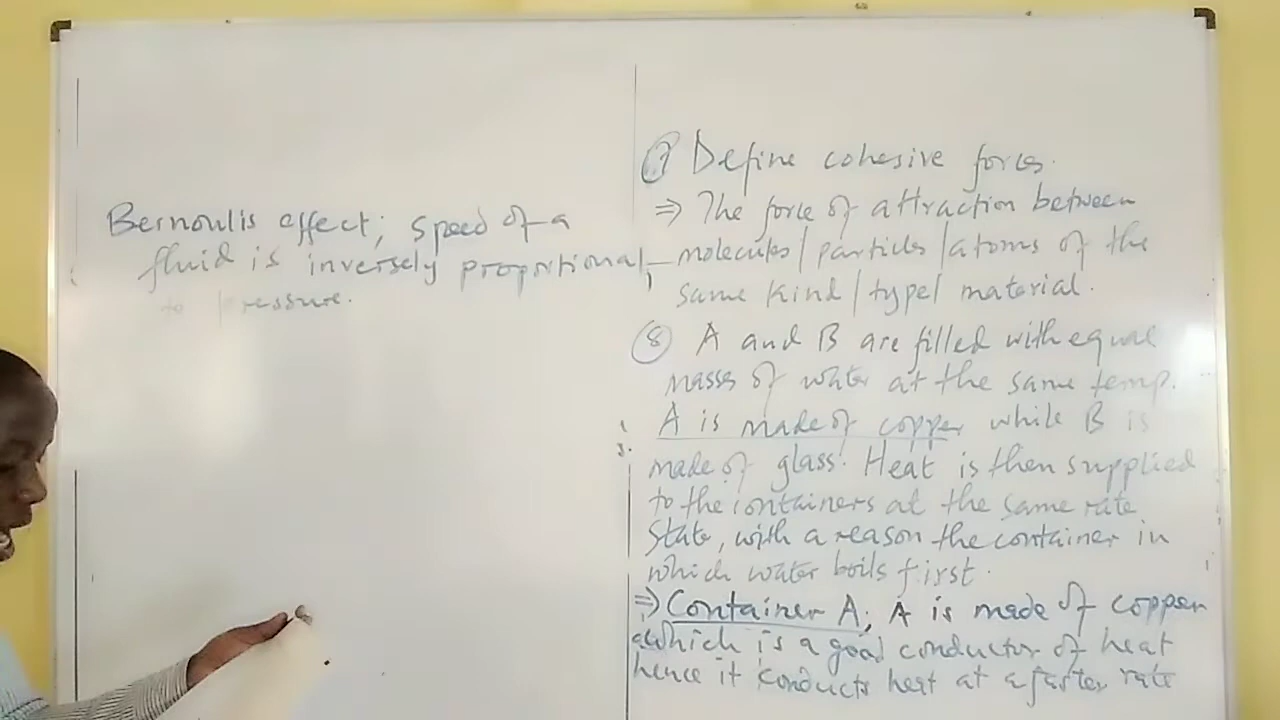 Bernoulis effect; speed of a
fluid is inversely proportional
to pressure.
7 Define cohesive forces.
⇒ The force of attraction between
molecules/particles/atoms of the
same kind/type/material.
8 A and B are filled with equal
masses of water at the same temp.
A is made of copper while B is
made of glass. Heat is then supplied
to the containers at the same rate
State, with a reason the container in
which water boils first.
⇒ Container A; A is made of copper
which is a good conductor of heat
hence it conducts heat at a faster rate